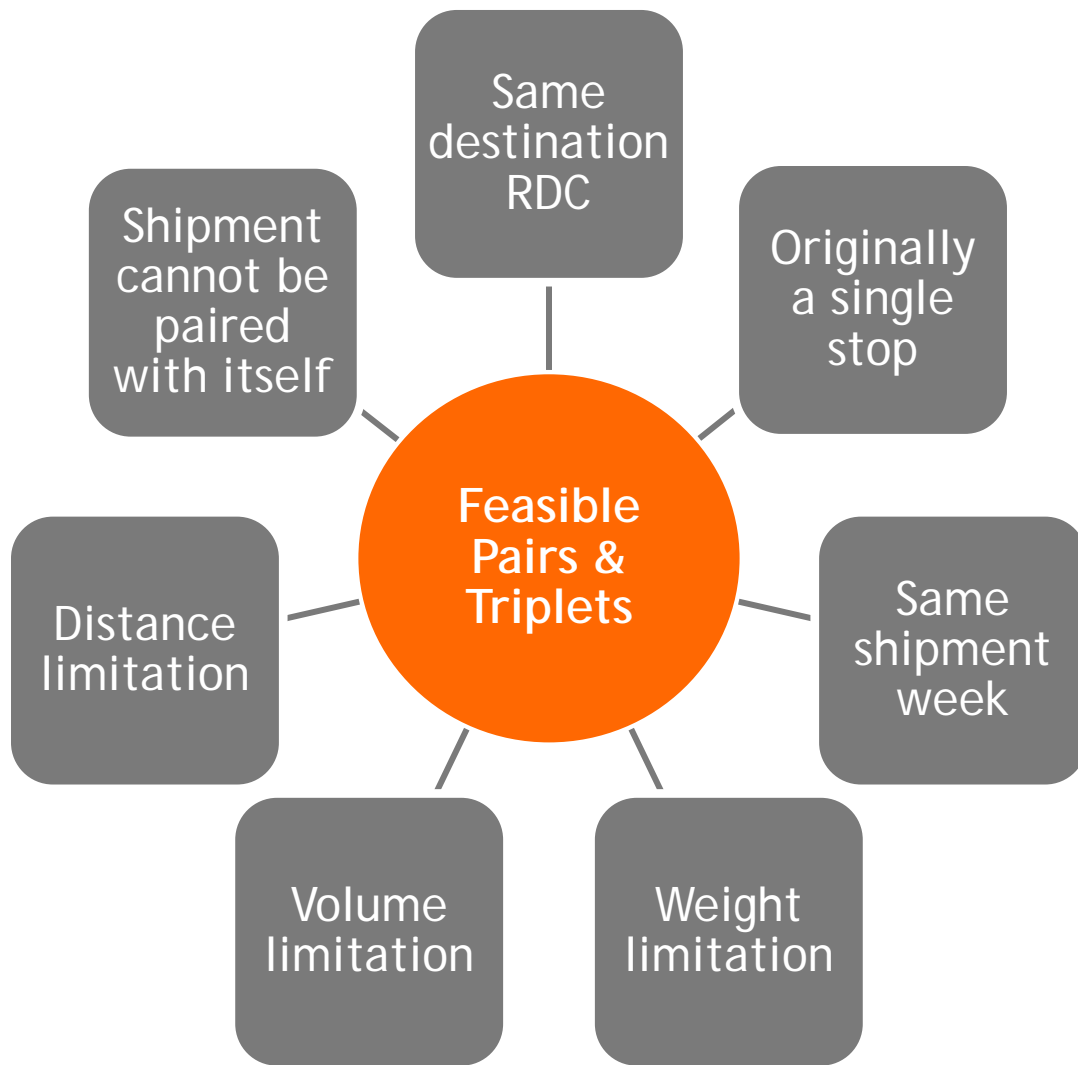 Same
destination
RDC
Originally
a single
stop
Same
shipment
week
Weight
limitation
Volume
limitation
Distance
limitation
Shipment
cannot be
paired
with itself
Feasible
Pairs &
Triplets